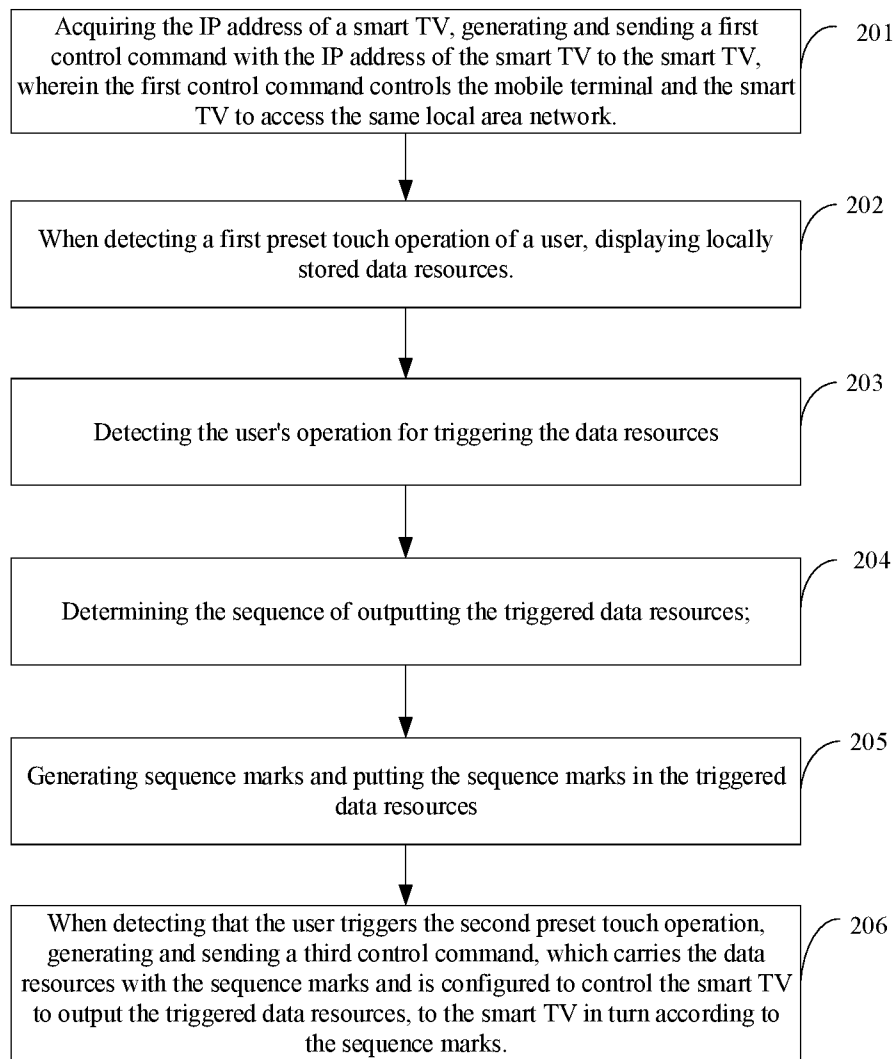 Acquiring the IP address of a smart TV, generating and sending a first
control command with the IP address of the smart TV to the smart TV,
wherein the first control command controls the mobile terminal and the smart
TV to access the same local area network.
201
When detecting a first preset touch operation of a user, displaying locally
stored data resources.
202
Detecting the user's operation for triggering the data resources
203
Determining the sequence of outputting the triggered data resources;
204
Generating sequence marks and putting the sequence marks in the triggered
data resources
205
When detecting that the user triggers the second preset touch operation,
generating and sending a third control command, which carries the data
resources with the sequence marks and is configured to control the smart TV
to output the triggered data resources, to the smart TV in turn according to
the sequence marks.
206